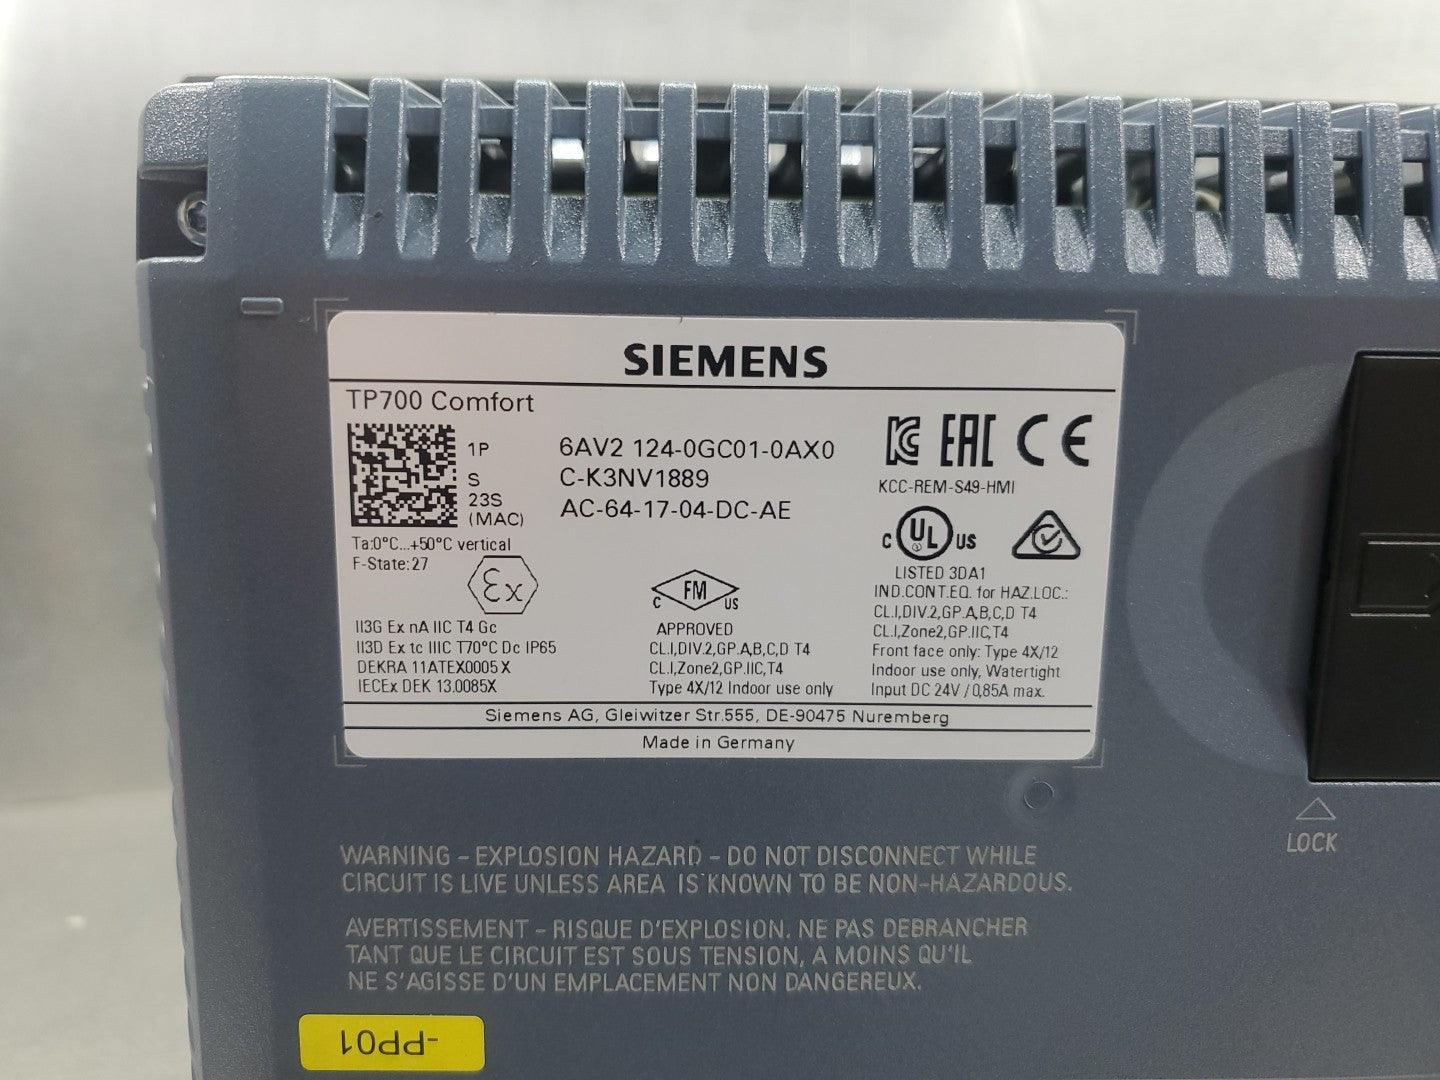 SIEMENS
TP700 Comfort
1P 6AV2 124-0GC01-0AX0
S C-K3NV1889
23S
(MAC) AC-64-17-04-DC-AE
Ta:0°C...+50°C vertical
F-State:27
Ex
II3G Ex nA IIC T4 Gc
II3D Ex tc IIIC T70°C Dc IP65
DEKRA 11ATEX0005 X
IECEx DEK 13.0085X
C FM US
APPROVED
CL.I,DIV.2,GP.A,B,C,D T4
CL.I,Zone2,GP.IIC,T4
Type 4X/12 Indoor use only
EAC CE
KCC-REM-S49-HMI
C UL US
LISTED 3DA1
IND.CONT.EQ. for HAZ.LOC.:
CL.I,DIV.2,GP.A,B,C,D T4
CL.I,Zone2,GP.IIC,T4
Front face only: Type 4X/12
Indoor use only, Watertight
Input DC 24V / 0,85A max.
Siemens AG, Gleiwitzer Str.555, DE-90475 Nuremberg
Made in Germany
LOCK
WARNING - EXPLOSION HAZARD - DO NOT DISCONNECT WHILE
CIRCUIT IS LIVE UNLESS AREA IS KNOWN TO BE NON-HAZARDOUS.
AVERTISSEMENT - RISQUE D'EXPLOSION. NE PAS DEBRANCHER
TANT QUE LE CIRCUIT EST SOUS TENSION, A MOINS QU'IL
NE S'AGISSE D'UN EMPLACEMENT NON DANGEREUX.
-PP01